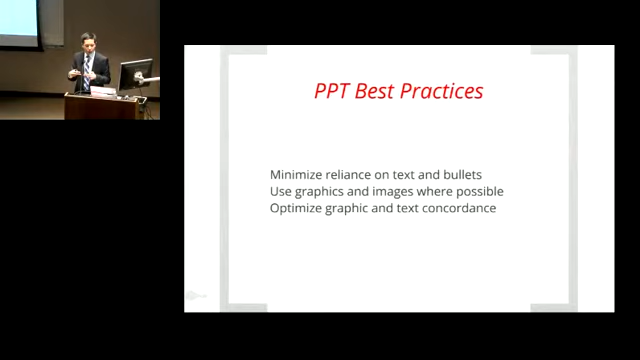 PPT Best Practices
Minimize reliance on text and bullets
Use graphics and images where possible
Optimize graphic and text concordance